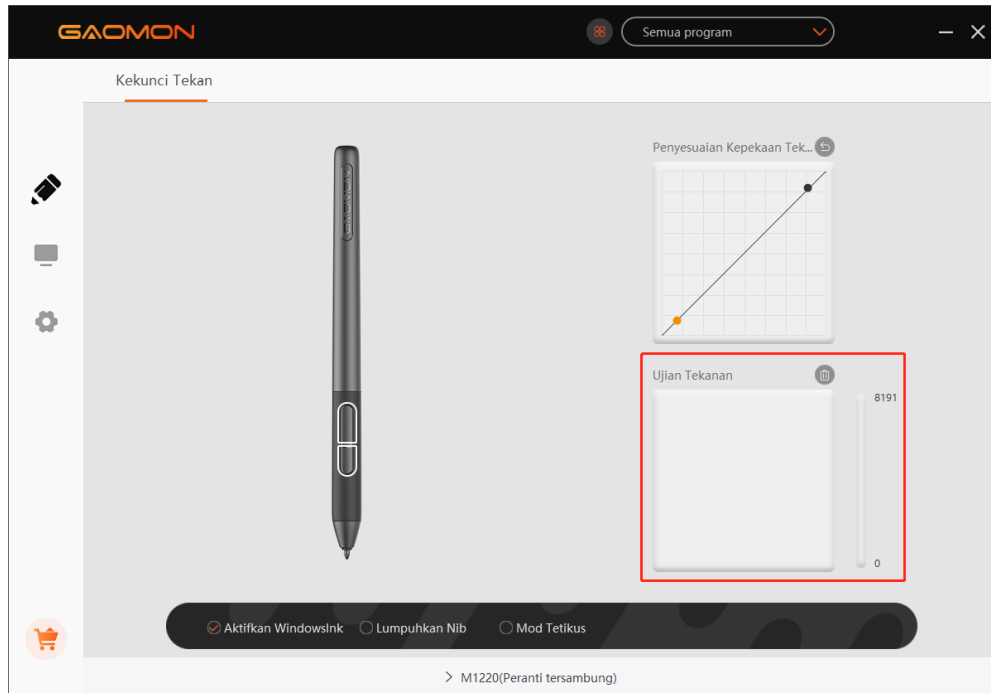 GAOMON
Semua program
Kekunci Tekan
GAOMON
Penyesuaian Kepekaan Tek...
Ujian Tekanan
8191
0
Aktifkan WindowsInk
Lumpuhkan Nib
Mod Tetikus
M1220(Peranti tersambung)